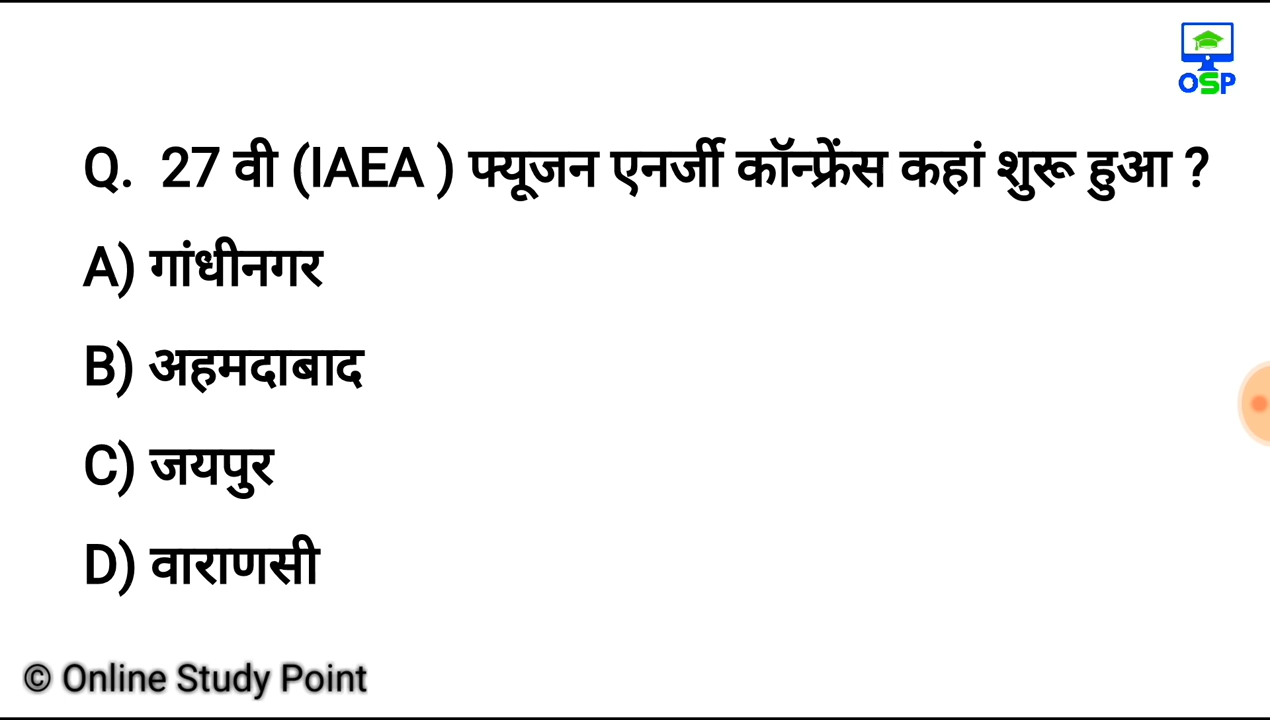 OSP
Q. 27 वी (IAEA ) फ्यूजन एनर्जी कॉन्फ्रेंस कहां शुरू हुआ ?
A) गांधीनगर
B) अहमदाबाद
C) जयपुर
D) वाराणसी
© Online Study Point